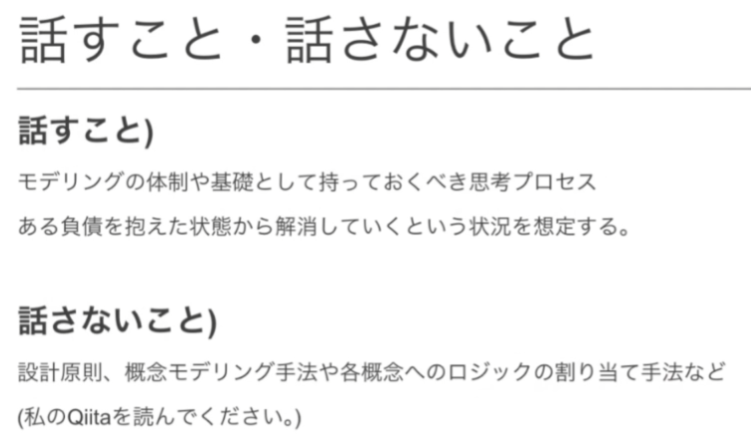 話すこと・話さないこと
話すこと)
モデリングの体制や基礎として持っておくべき思考プロセス
ある負債を抱えた状態から解消していくという状況を想定する。
話さないこと)
設計原則、概念モデリング手法や各概念へのロジックの割り当て手法など
(私のQiitaを読んでください。)